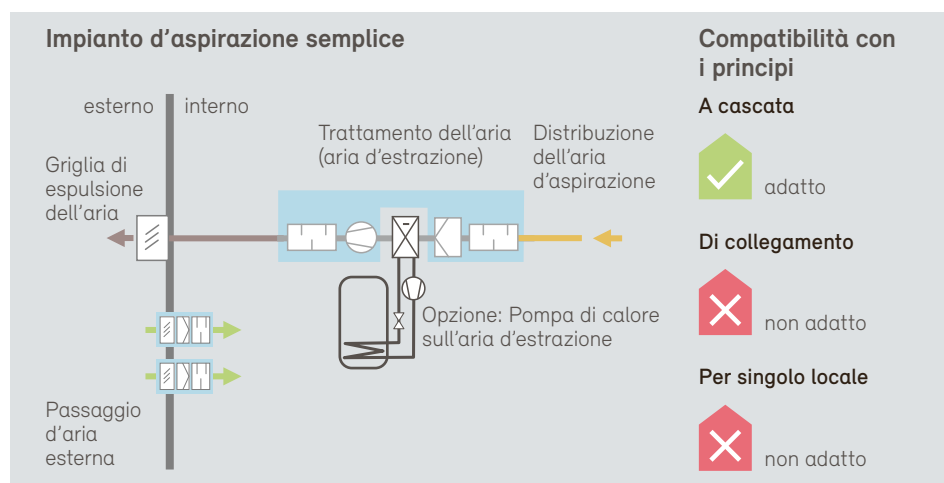 Impianto d'aspirazione semplice
esterno
interno
Griglia di
espulsione
dell'aria
Trattamento dell'aria
(aria d'estrazione)
Distribuzione
dell'aria
d'aspirazione
Opzione: Pompa di calore
sull'aria d'estrazione
Passaggio
d'aria
esterna
Compatibilità con
i principi
A cascata
adatto
Di collegamento
non adatto
Per singolo locale
non adatto